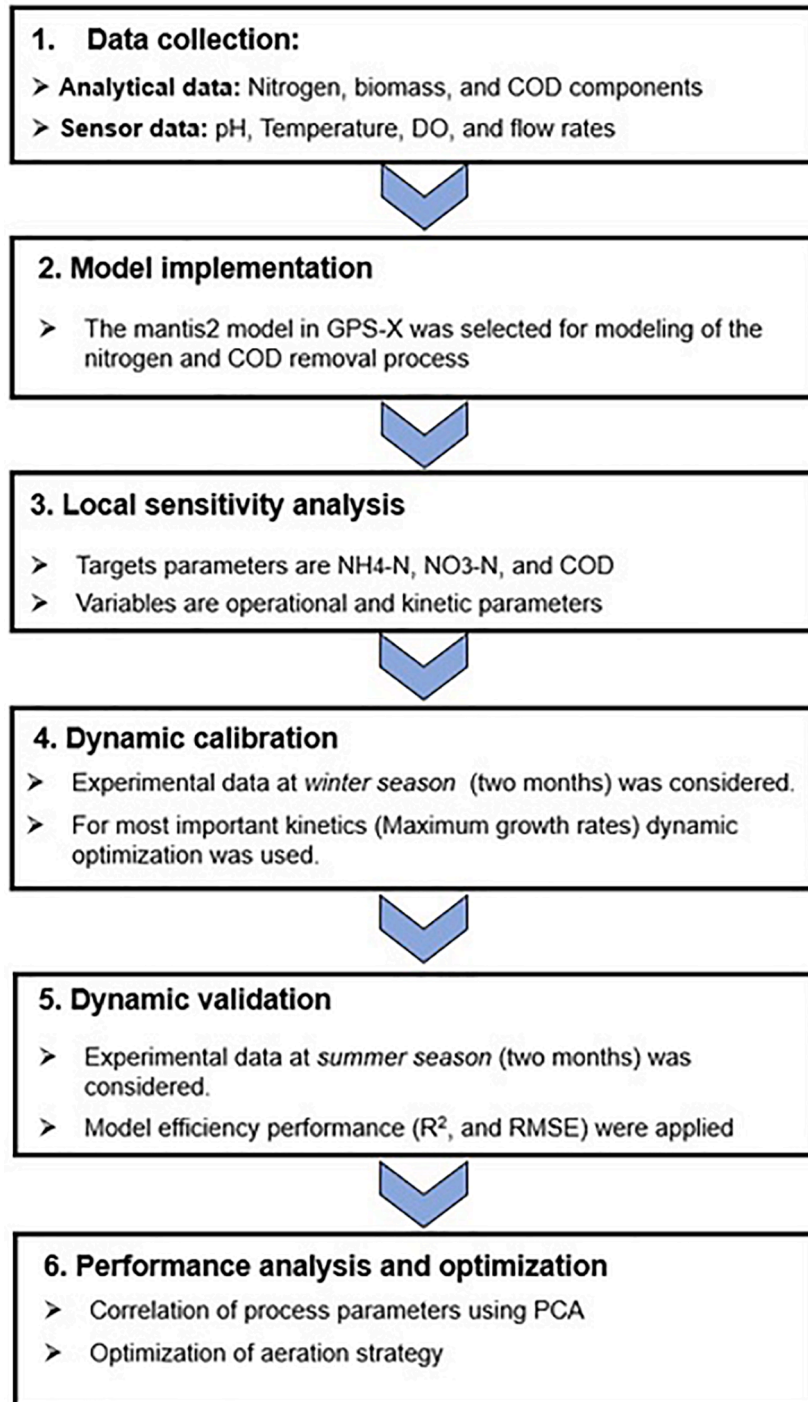 1. Data collection:
➢ Analytical data: Nitrogen, biomass, and COD components
➢ Sensor data: pH, Temperature, DO, and flow rates
2. Model implementation
➢ The mantis2 model in GPS-X was selected for modeling of the
nitrogen and COD removal process
3. Local sensitivity analysis
➢ Targets parameters are NH4-N, NO3-N, and COD
➢ Variables are operational and kinetic parameters
4. Dynamic calibration
➢ Experimental data at winter season (two months) was considered.
➢ For most important kinetics (Maximum growth rates) dynamic
optimization was used.
5. Dynamic validation
➢ Experimental data at summer season (two months) was
considered.
➢ Model efficiency performance (R², and RMSE) were applied
6. Performance analysis and optimization
➢ Correlation of process parameters using PCA
➢ Optimization of aeration strategy